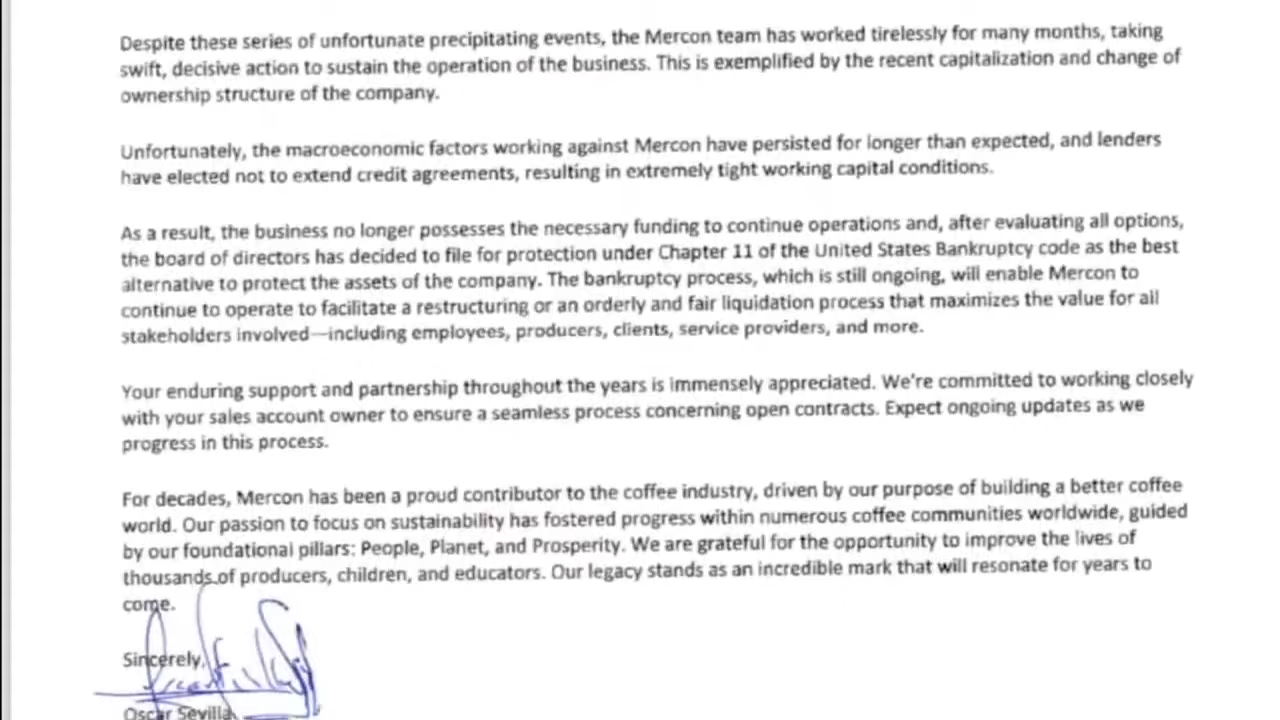 Despite these series of unfortunate precipitating events, the Mercon team has worked tirelessly for many months, taking
swift, decisive action to sustain the operation of the business. This is exemplified by the recent capitalization and change of
ownership structure of the company.
Unfortunately, the macroeconomic factors working against Mercon have persisted for longer than expected, and lenders
have elected not to extend credit agreements, resulting in extremely tight working capital conditions.
As a result, the business no longer possesses the necessary funding to continue operations and, after evaluating all options,
the board of directors has decided to file for protection under Chapter 11 of the United States Bankruptcy code as the best
alternative to protect the assets of the company. The bankruptcy process, which is still ongoing, will enable Mercon to
continue to operate to facilitate a restructuring or an orderly and fair liquidation process that maximizes the value for all
stakeholders involved—including employees, producers, clients, service providers, and more.
Your enduring support and partnership throughout the years is immensely appreciated. We're committed to working closely
with your sales account owner to ensure a seamless process concerning open contracts. Expect ongoing updates as we
progress in this process.
For decades, Mercon has been a proud contributor to the coffee industry, driven by our purpose of building a better coffee
world. Our passion to focus on sustainability has fostered progress within numerous coffee communities worldwide, guided
by our foundational pillars: People, Planet, and Prosperity. We are grateful for the opportunity to improve the lives of
thousands of producers, children, and educators. Our legacy stands as an incredible mark that will resonate for years to
come.
Sincerely,
Oscar Sevilla